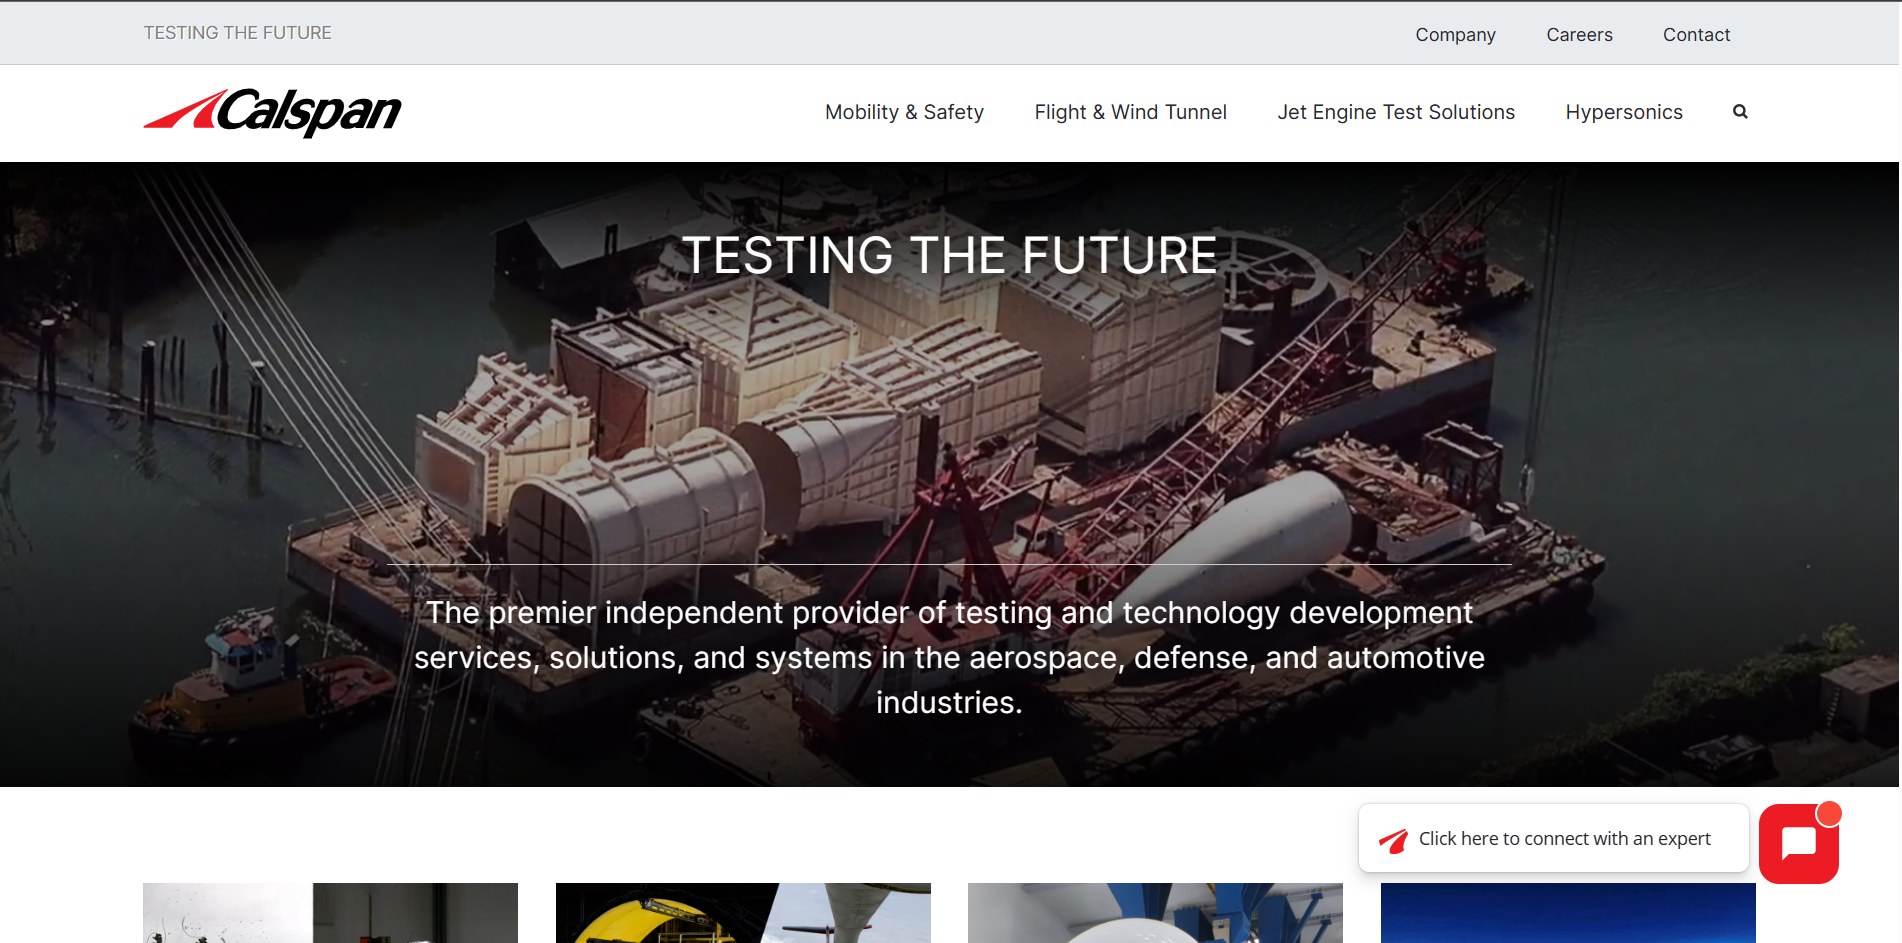 TESTING THE FUTURE
Company Careers Contact
Calspan
Mobility & Safety Flight & Wind Tunnel Jet Engine Test Solutions Hypersonics
TESTING THE FUTURE
The premier independent provider of testing and technology development
services, solutions, and systems in the aerospace, defense, and automotive
industries.
Click here to connect with an expert